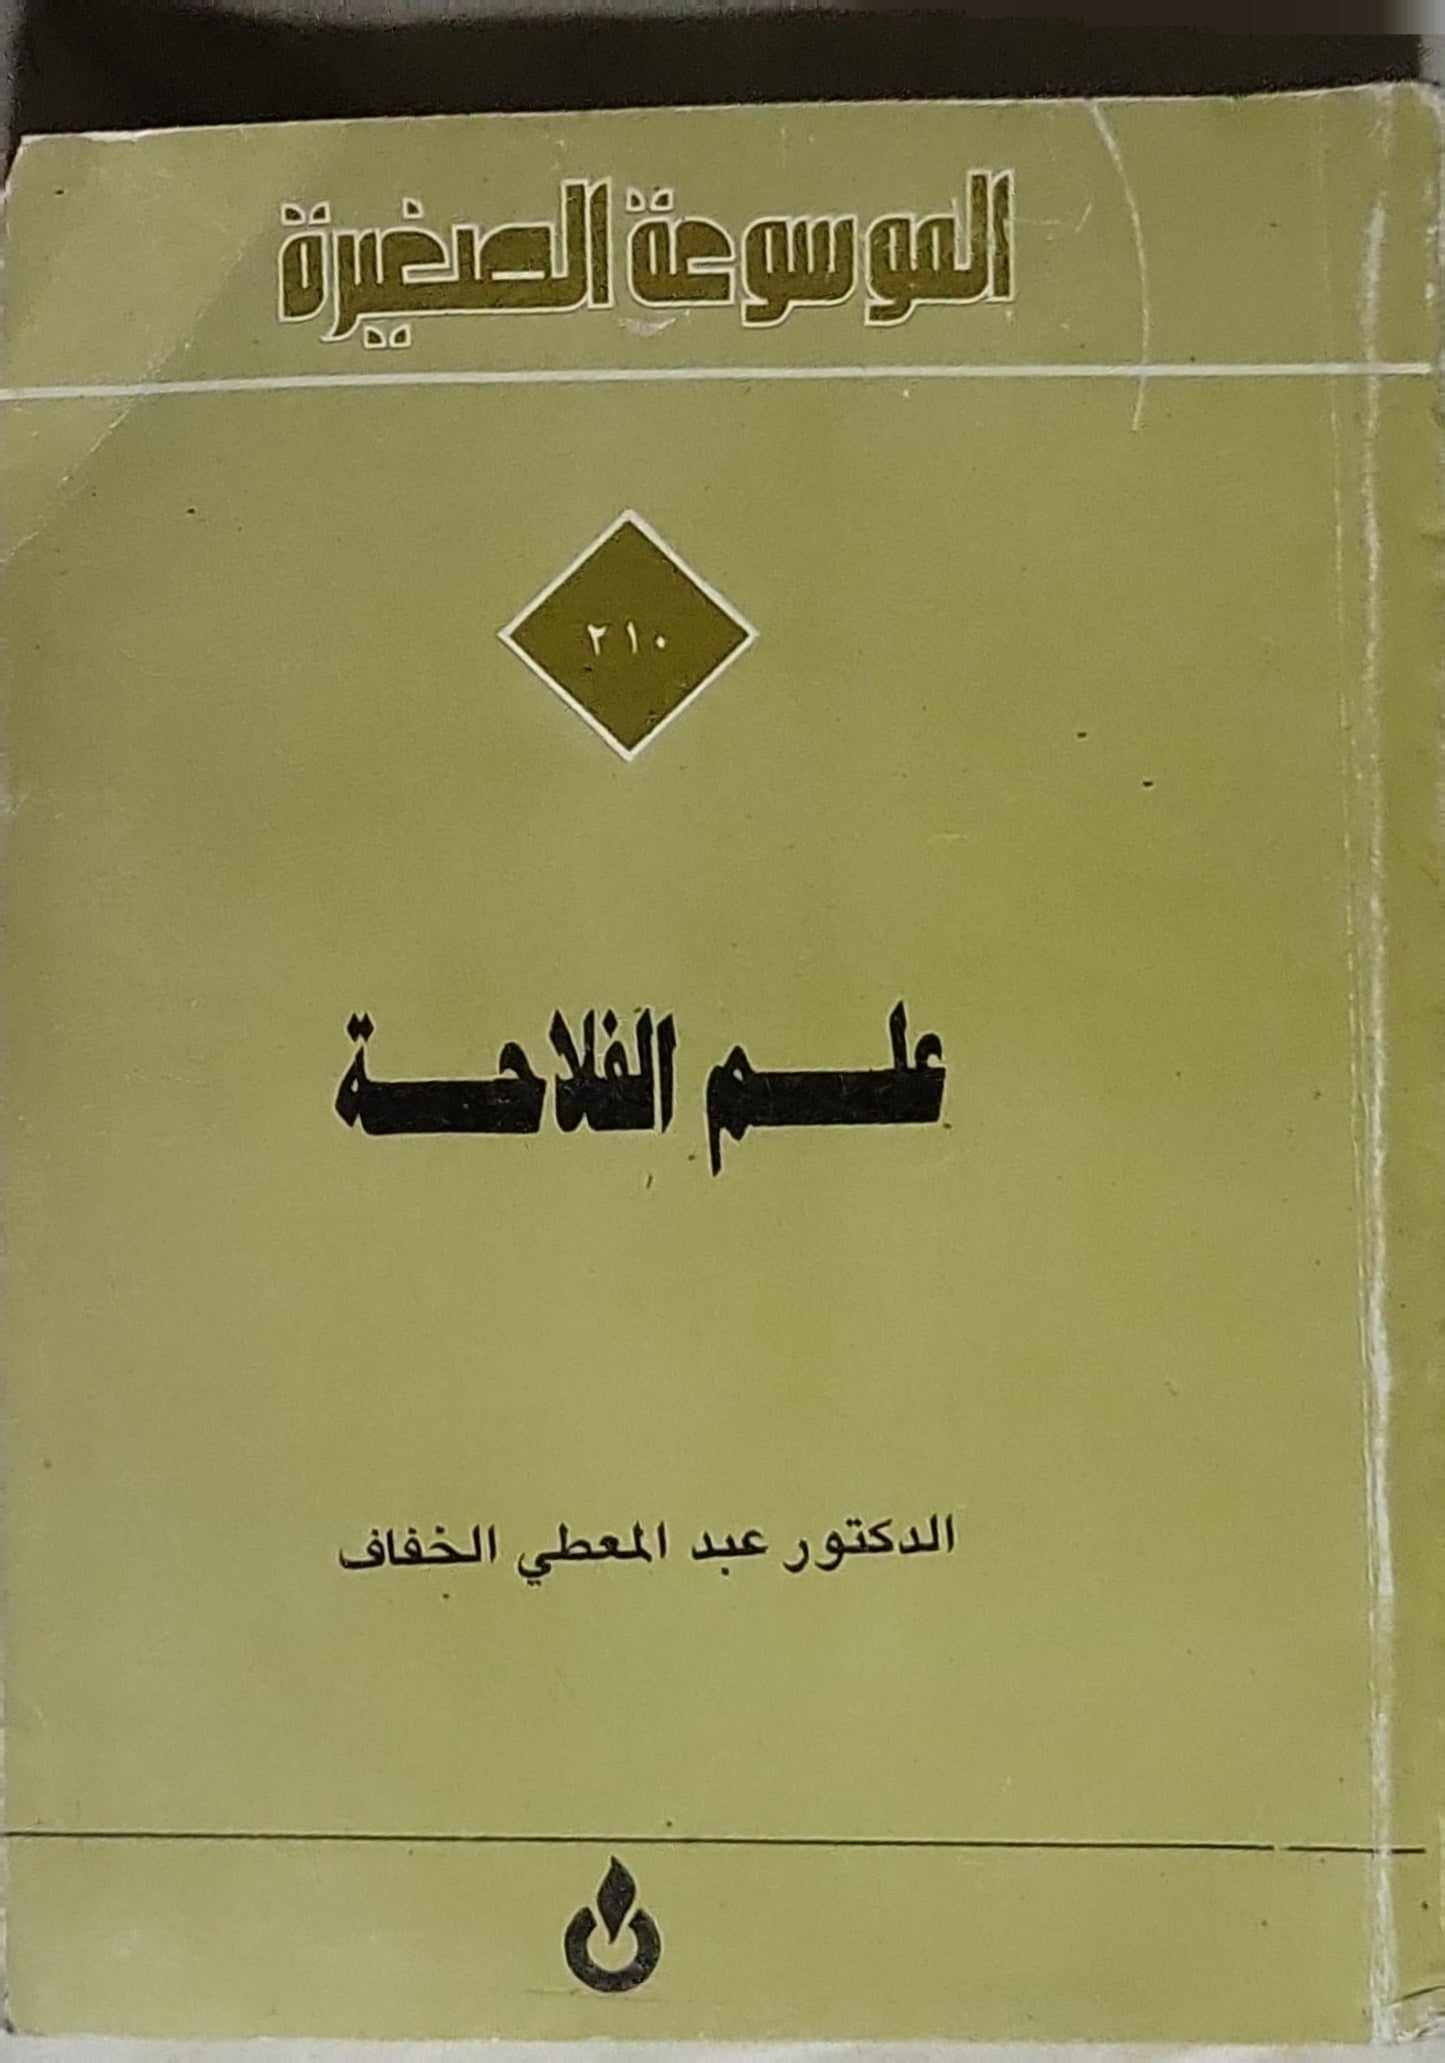 الموسوعة الصغيرة
٢١٠
علم الفلاحة
الدكتور عبد المعطي الخفاف